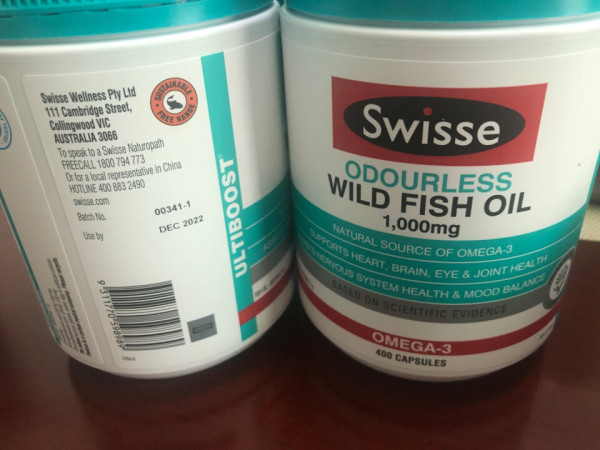 Swisse Wellness Pty Ltd
111 Cambridge Street,
Collingwood VIC
AUSTRALIA 3066
To speak to a Swisse Naturopath
FREECALL 1800 794 773
Or for a local representative in China
HOTLINE 400 883 2490
swisse.com
Batch No.
00341-1
Use by
DEC 2022
SUSTAINABLE
FREE RANGE
ULTIBOOST
Swisse
ODOURLESS
WILD FISH OIL
1,000mg
NATURAL SOURCE OF OMEGA-3
SUPPORTS HEART, BRAIN, EYE & JOINT HEALTH
NERVOUS SYSTEM HEALTH & MOOD BALANCE
BASED ON SCIENTIFIC EVIDENCE
OMEGA-3
400 CAPSULES